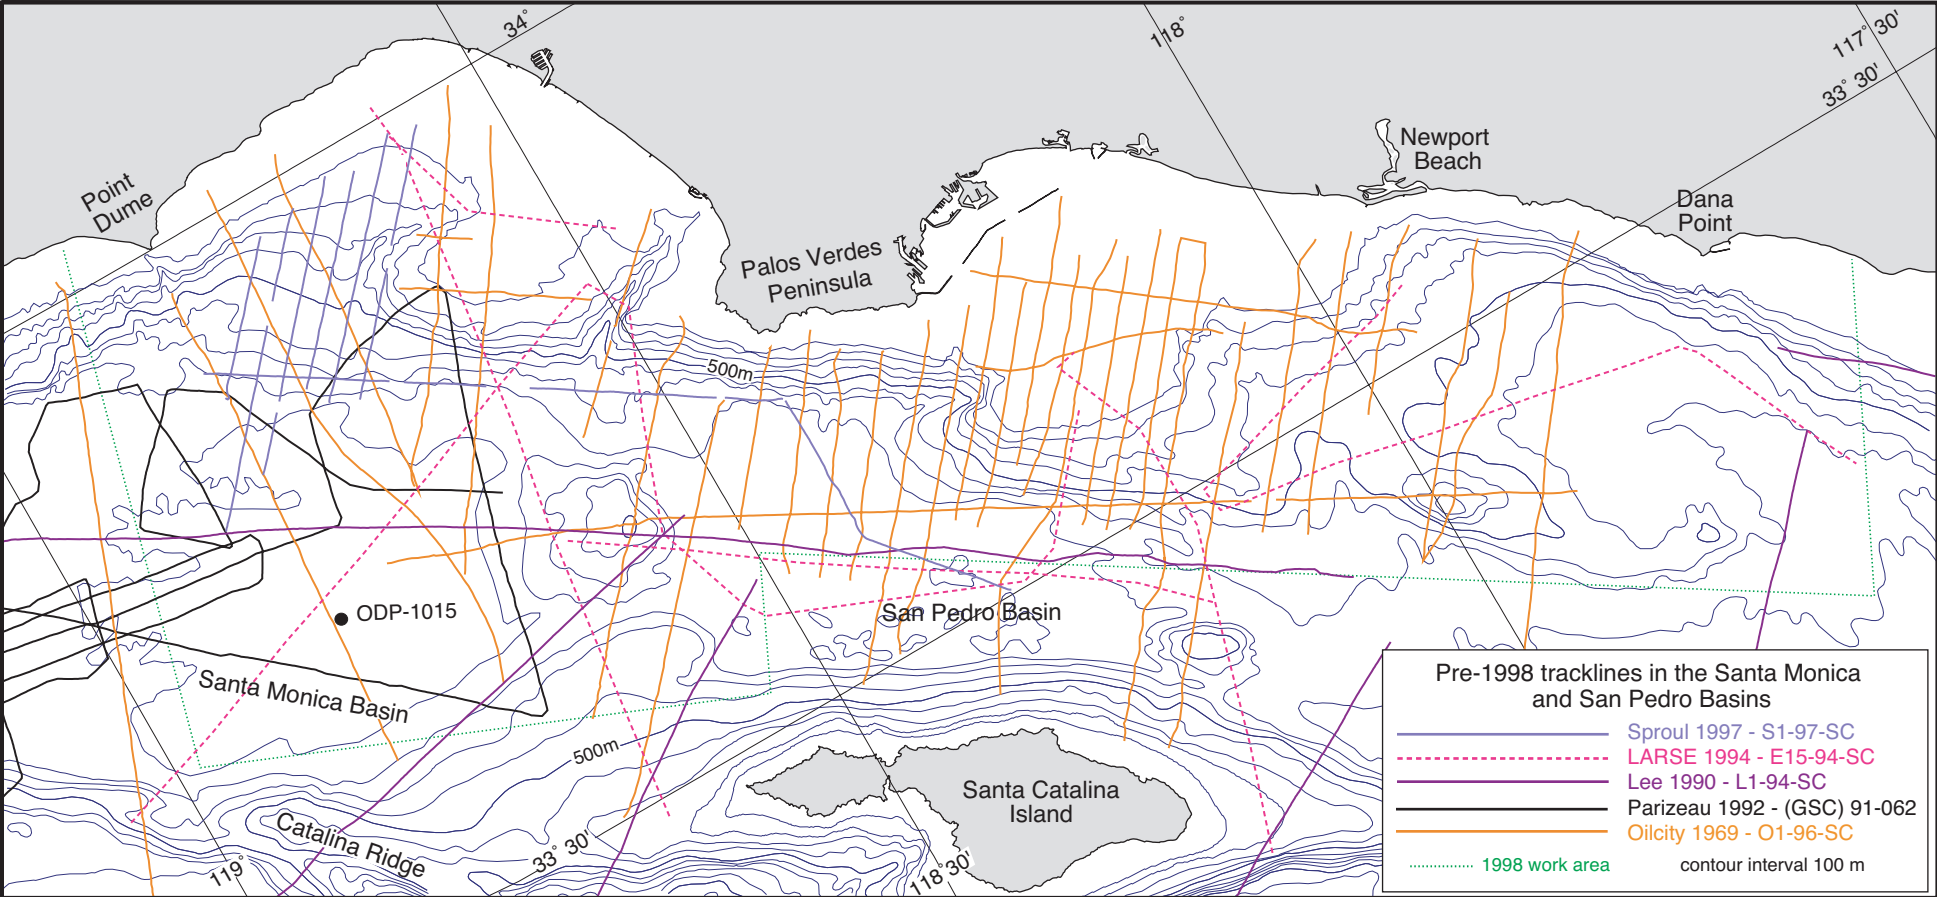 34°
118°
117° 30'
33° 30'
Point
Dume
Newport
Beach
Dana
Point
Palos Verdes
Peninsula
500m
ODP-1015
San Pedro Basin
Santa Monica Basin
500m
Santa Catalina
Island
Catalina Ridge
33° 30'
119°
118° 30'
Pre-1998 tracklines in the Santa Monica
and San Pedro Basins
Sproul 1997 - S1-97-SC
LARSE 1994 - E15-94-SC
Lee 1990 - L1-94-SC
Parizeau 1992 - (GSC) 91-062
Oilcity 1969 - O1-96-SC
1998 work area contour interval 100 m